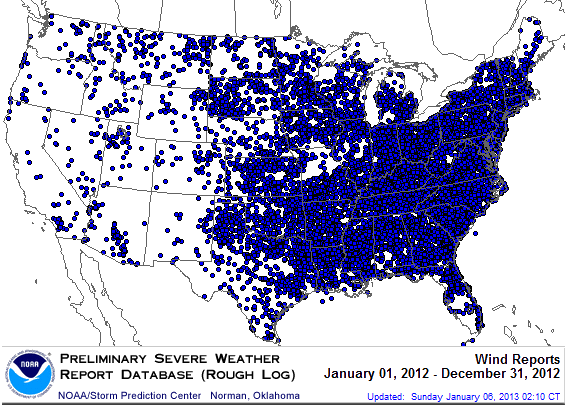 NOAA
PRELIMINARY SEVERE WEATHER
REPORT DATABASE (ROUGH LOG)
NOAA/Storm Prediction Center Norman, Oklahoma
Wind Reports
January 01, 2012 - December 31, 2012
Updated: Sunday January 06, 2013 02:10 CT